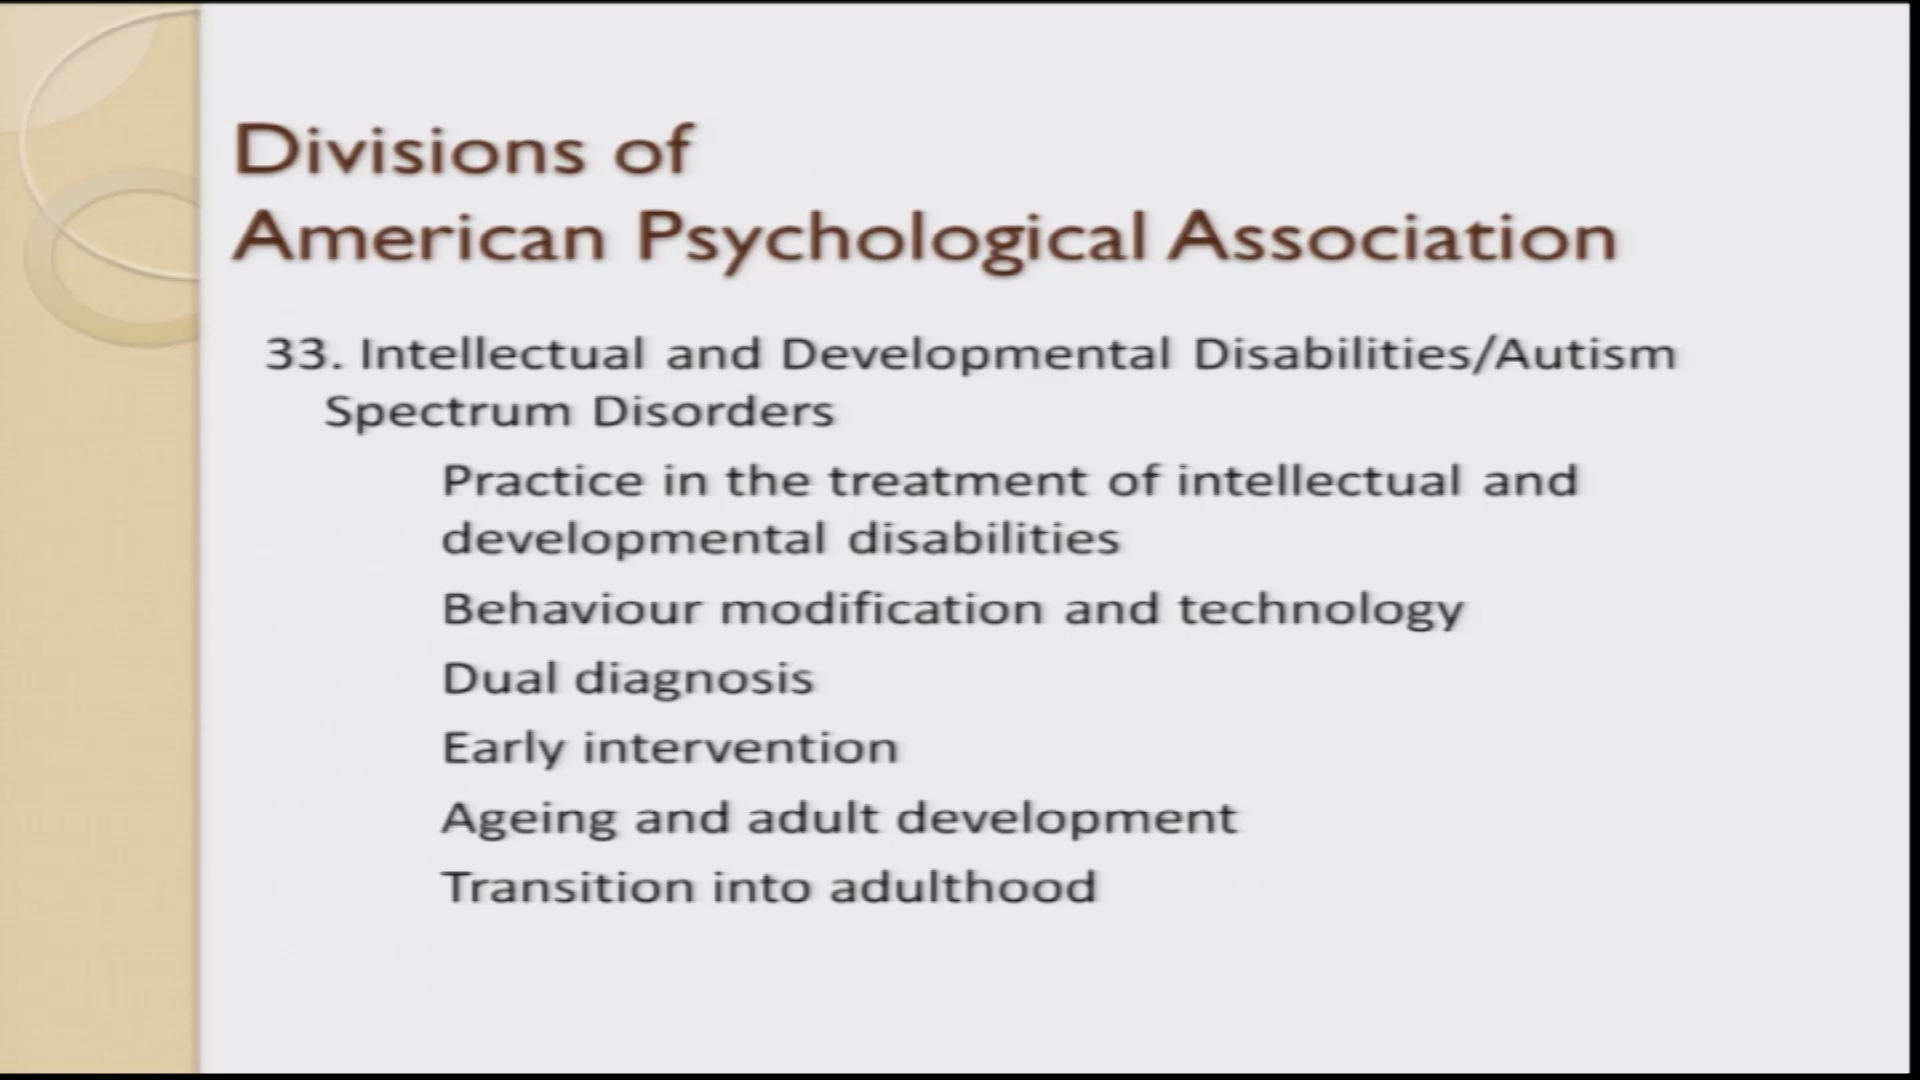 Divisions of
American Psychological Association
33. Intellectual and Developmental Disabilities/Autism
Spectrum Disorders
Practice in the treatment of intellectual and
developmental disabilities
Behaviour modification and technology
Dual diagnosis
Early intervention
Ageing and adult development
Transition into adulthood